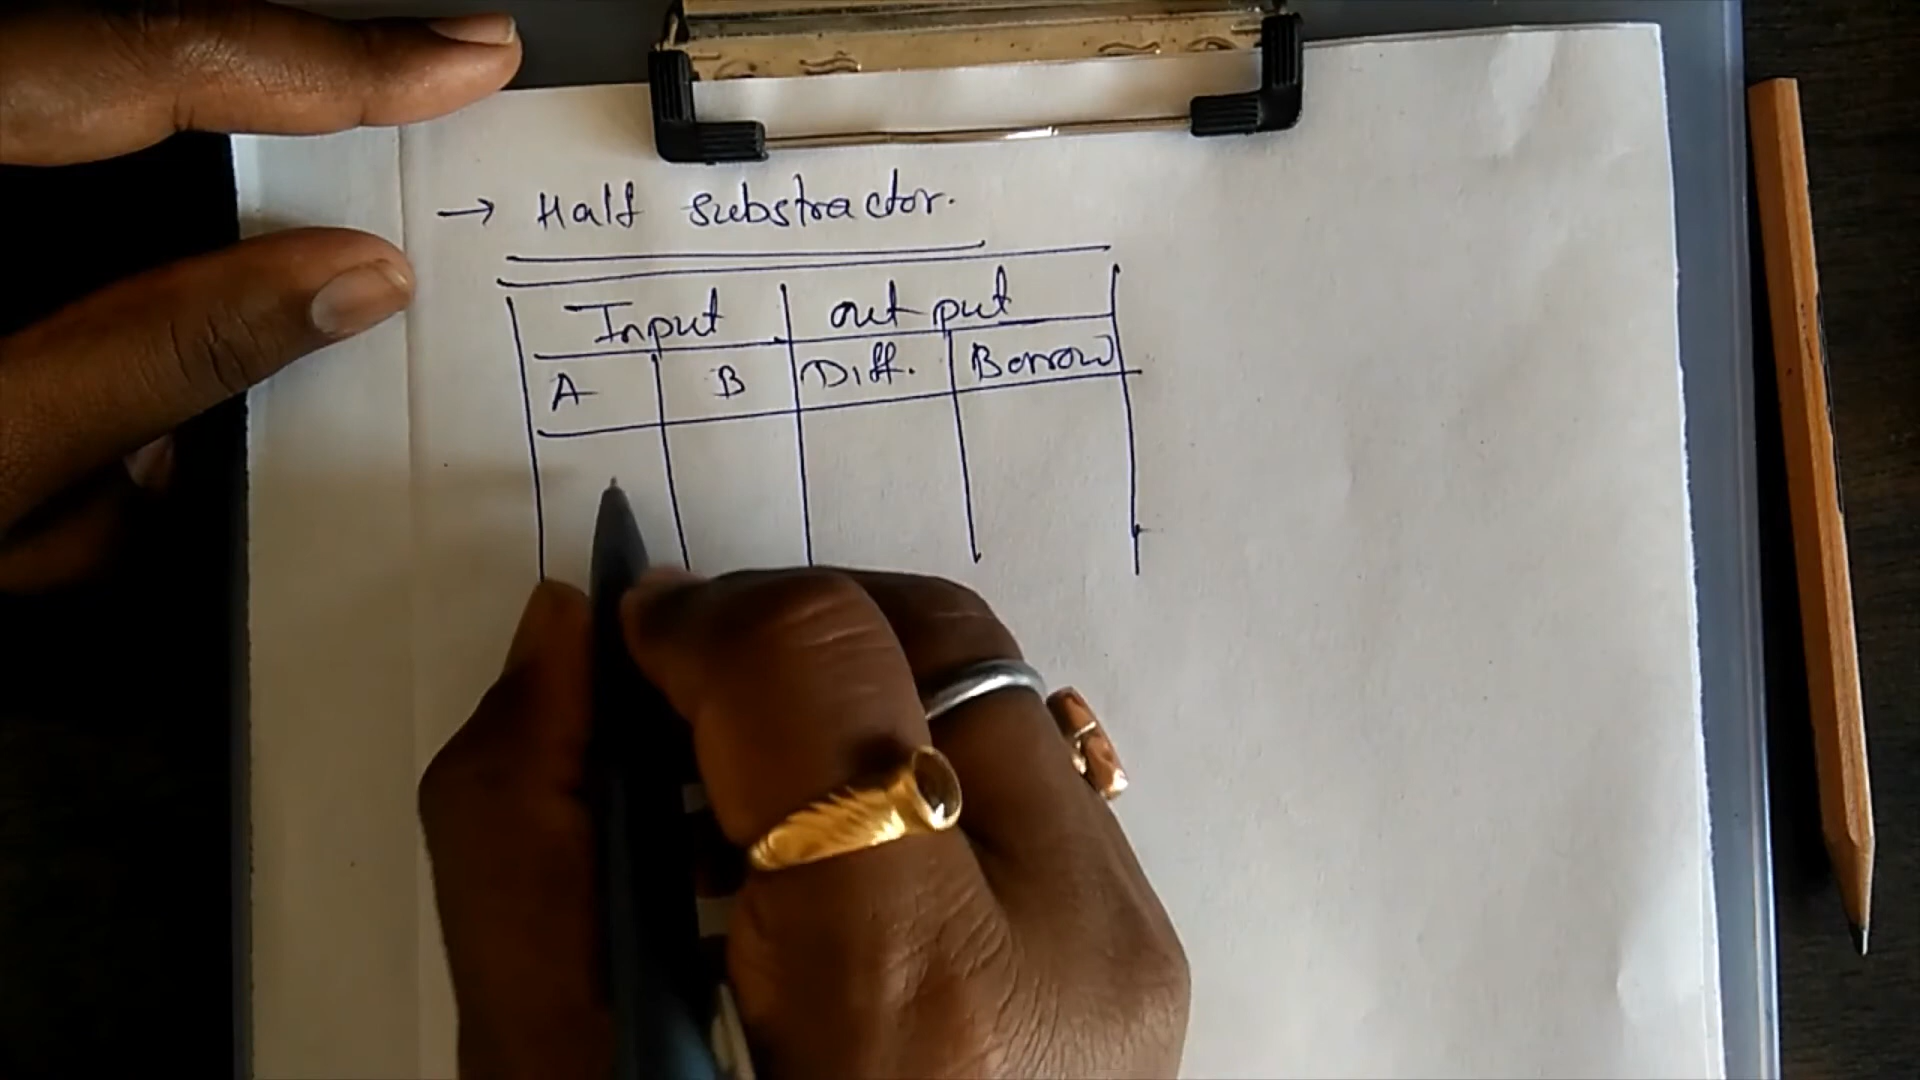 → Half substractor.
Input output
A B Diff. Borrow